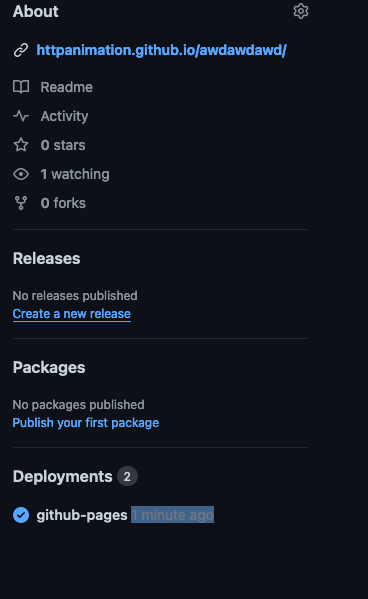 About
httpanimation.github.io/awdawdawd/
Readme
Activity
0 stars
1 watching
0 forks
Releases
No releases published
Create a new release
Packages
No packages published
Publish your first package
Deployments 2
github-pages 1 minute ago